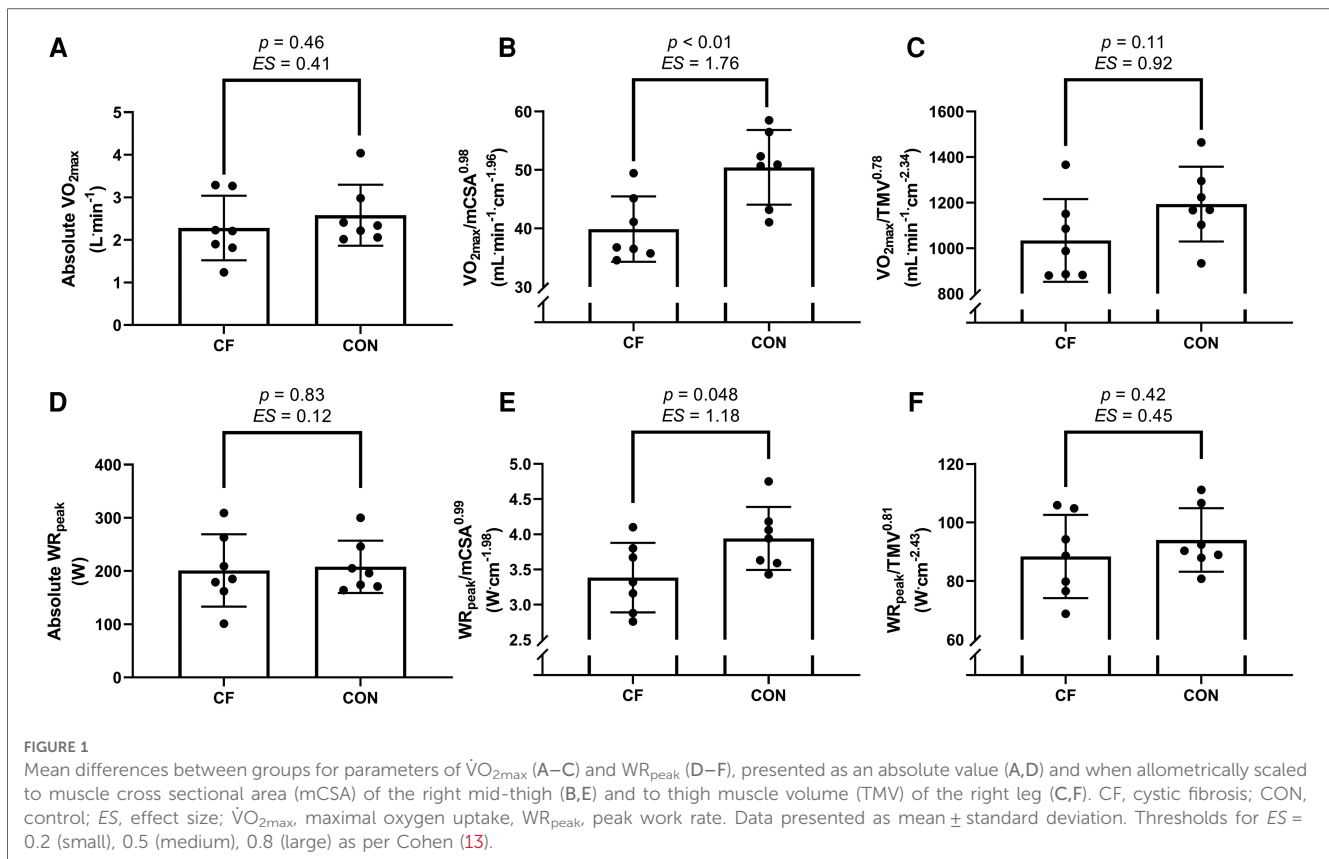 A
p = 0.46
ES = 0.41
Absolute VO2max
(L·min-1)
5
4
3
2
1
0
CF
CON
B
p < 0.01
ES = 1.76
VO2max/mCSA0.98
(mL·min-1·cm-1.96)
60
50
40
30
CF
CON
C
p = 0.11
ES = 0.92
VO2max/TMV0.78
(mL·min-1·cm-2.34)
1600
1400
1200
1000
800
CF
CON
D
p = 0.83
ES = 0.12
Absolute WRpeak
(W)
400
300
200
100
0
CF
CON
E
p = 0.048
ES = 1.18
WRpeak/mCSA0.99
(W·cm-1.98)
5.0
4.5
4.0
3.5
3.0
2.5
CF
CON
F
p = 0.42
ES = 0.45
WRpeak/TMV0.81
(W·cm-2.43)
120
100
80
60
CF
CON
FIGURE 1
Mean differences between groups for parameters of V̇O2max (A–C) and WRpeak (D–F), presented as an absolute value (A,D) and when allometrically scaled
to muscle cross sectional area (mCSA) of the right mid-thigh (B,E) and to thigh muscle volume (TMV) of the right leg (C,F). CF, cystic fibrosis; CON,
control; ES, effect size; V̇O2max, maximal oxygen uptake, WRpeak, peak work rate. Data presented as mean ± standard deviation. Thresholds for ES =
0.2 (small), 0.5 (medium), 0.8 (large) as per Cohen (13).